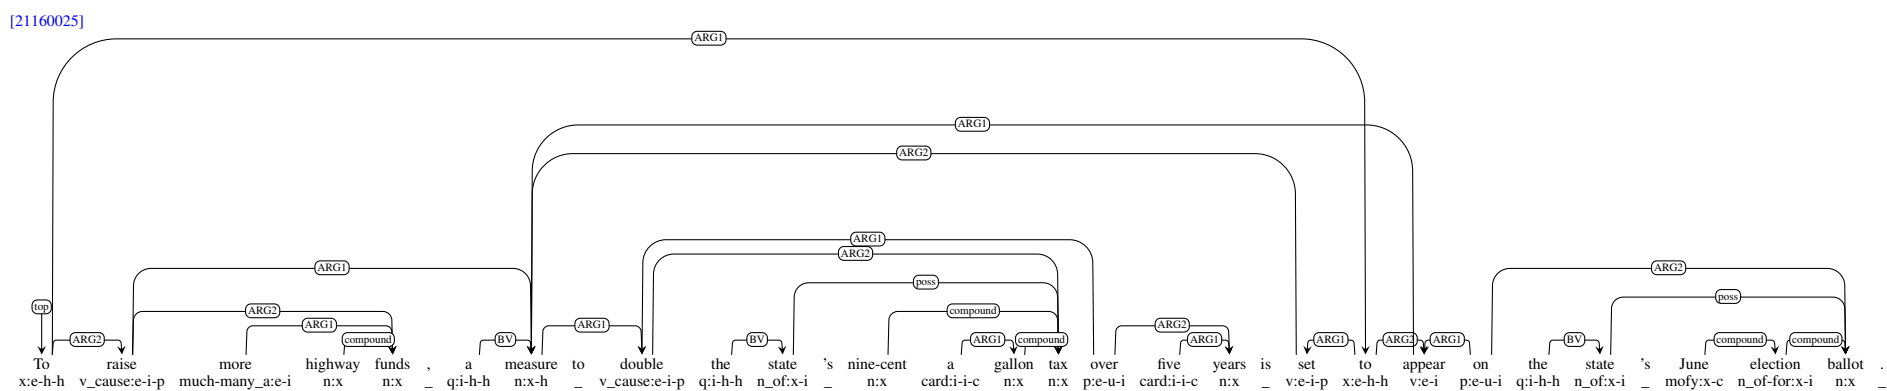 [21160025]
ARG1
ARG1
ARG2
ARG1
ARG2
ARG1
ARG2
poss
poss
top
ARG2
compound
ARG1
ARG1
ARG2
ARG2
compound
BV
ARG1
BV
ARG1
compound
ARG1
ARG1
ARG2
ARG1
BV
compound
compound
To raise more highway funds , a measure to double the state 's nine-cent a gallon tax over five years is set to appear on the state 's June election ballot .
x:e-h-h v_cause:e-i-p much-many_a:e-i n:x n:x _ q:i-h-h n:x-h _ v_cause:e-i-p q:i-h-h n_of:x-i _ n:x card:i-i-c n:x n:x p:e-u-i card:i-i-c n:x _ v:e-i-p x:e-h-h v:e-i p:e-u-i q:i-h-h n_of:x-i _ mofy:x-c n_of-for:x-i n:x _